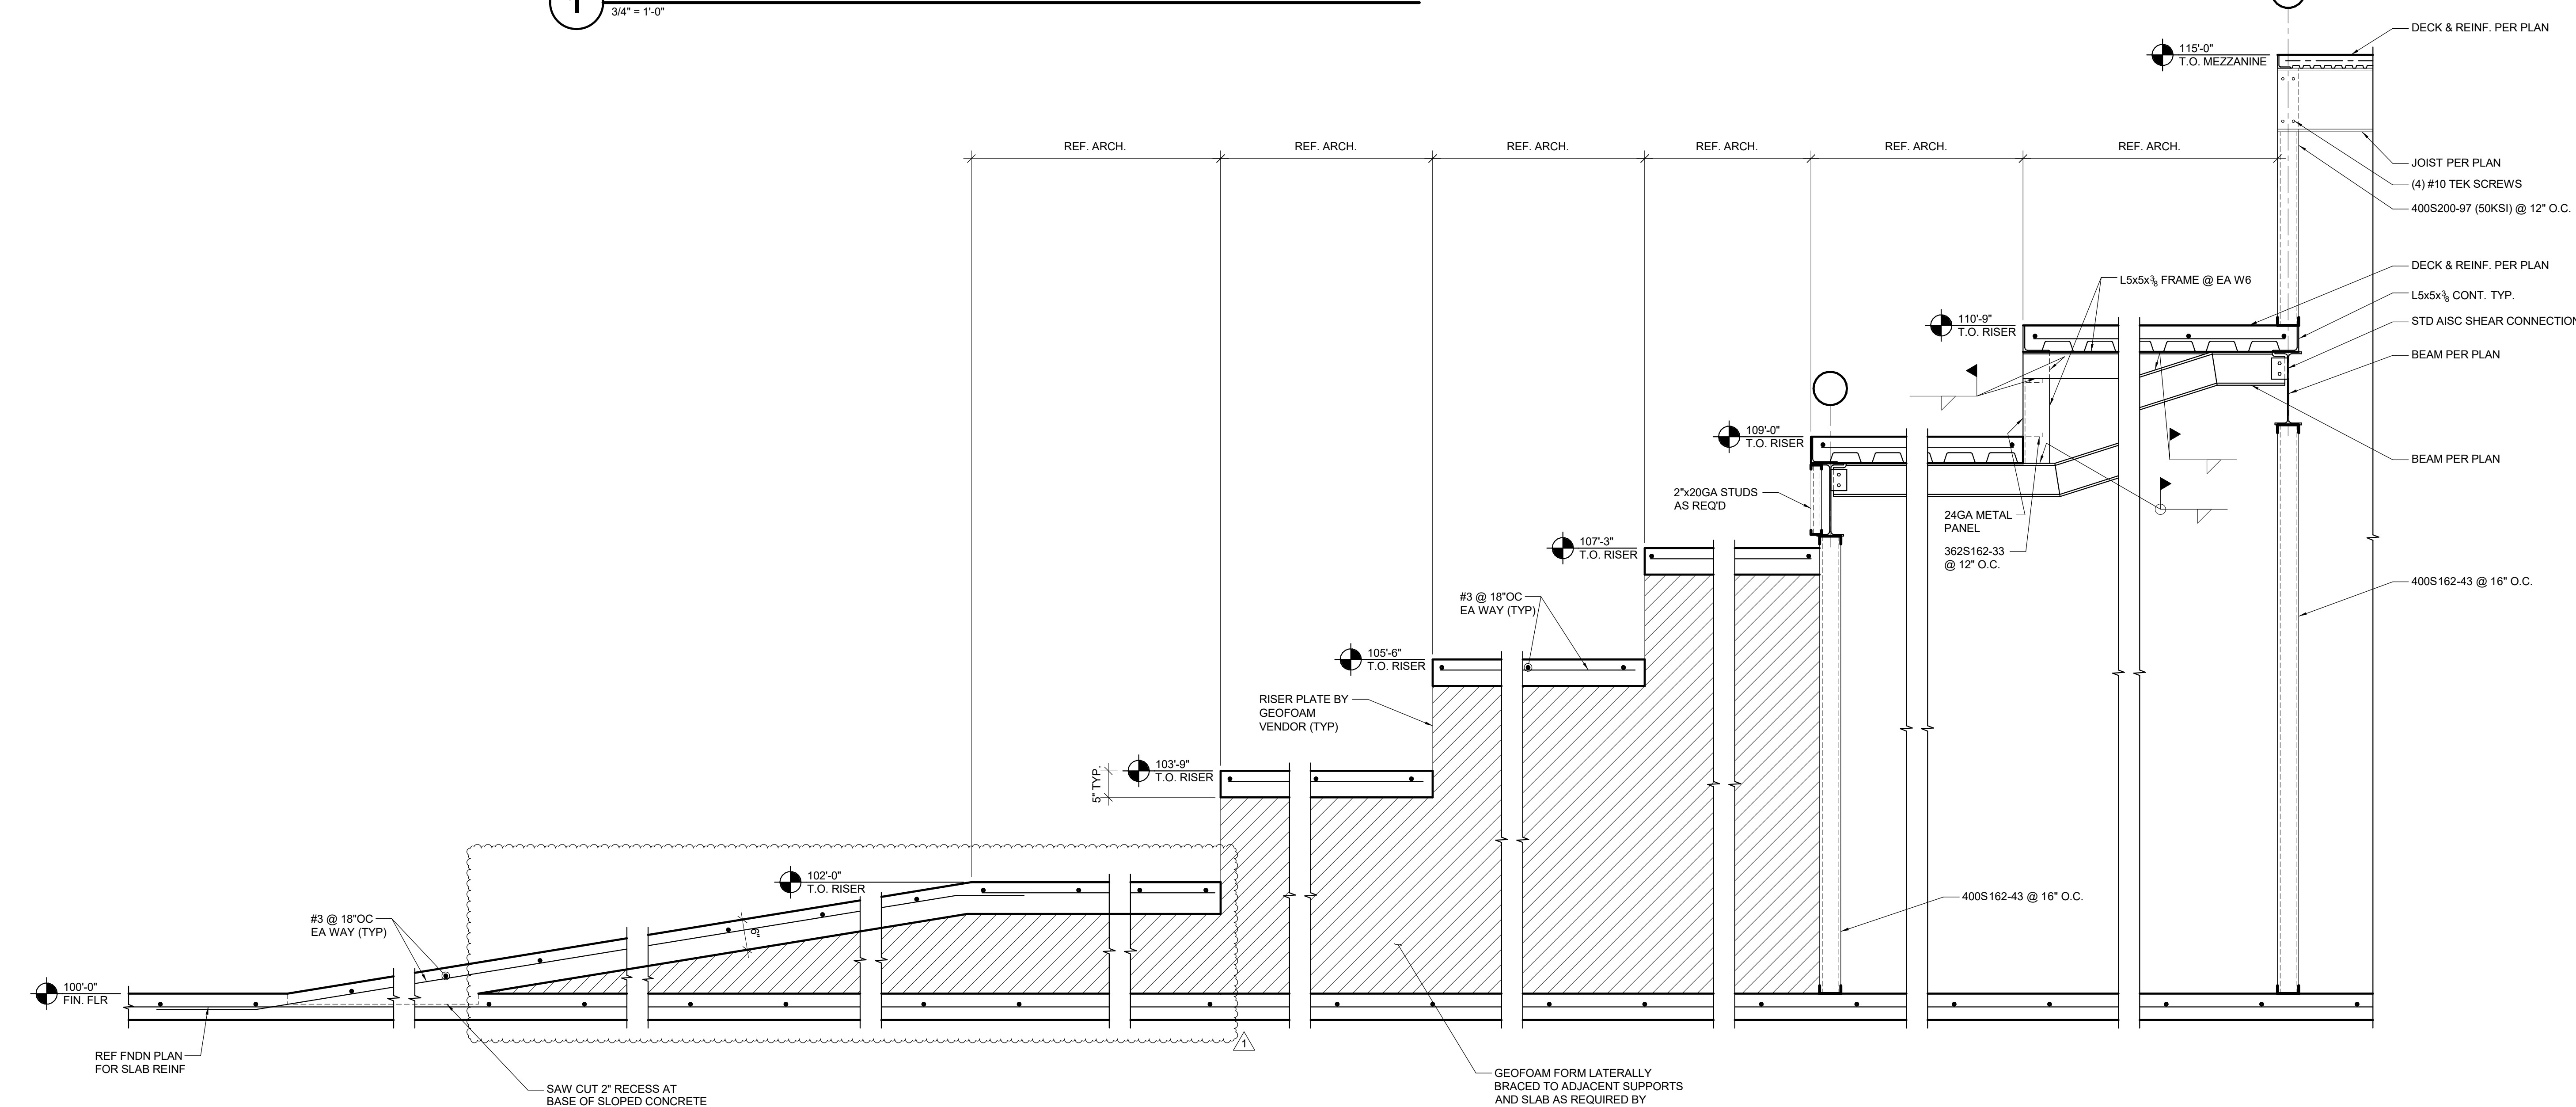 1
3/4" = 1'-0"
DECK & REINF. PER PLAN
115'-0"
T.O. MEZZANINE
REF. ARCH.
REF. ARCH.
REF. ARCH.
REF. ARCH.
REF. ARCH.
REF. ARCH.
JOIST PER PLAN
(4) #10 TEK SCREWS
400S200-97 (50KSI) @ 12" O.C.
DECK & REINF. PER PLAN
L5x5x3/8 FRAME @ EA W6
L5x5x3/8 CONT. TYP.
110'-9"
T.O. RISER
STD AISC SHEAR CONNECTION
BEAM PER PLAN
109'-0"
T.O. RISER
BEAM PER PLAN
2"x20GA STUDS
AS REQ'D
24GA METAL
PANEL
362S162-33
@ 12" O.C.
107'-3"
T.O. RISER
400S162-43 @ 16" O.C.
#3 @ 18"OC
EA WAY (TYP)
105'-6"
T.O. RISER
RISER PLATE BY
GEOFOAM
VENDOR (TYP)
103'-9"
T.O. RISER
5" TYP.
102'-0"
T.O. RISER
400S162-43 @ 16" O.C.
#3 @ 18"OC
EA WAY (TYP)
6"
100'-0"
FIN. FLR
1
REF FNDN PLAN
FOR SLAB REINF
SAW CUT 2" RECESS AT
BASE OF SLOPED CONCRETE
GEOFOAM FORM LATERALLY
BRACED TO ADJACENT SUPPORTS
AND SLAB AS REQUIRED BY